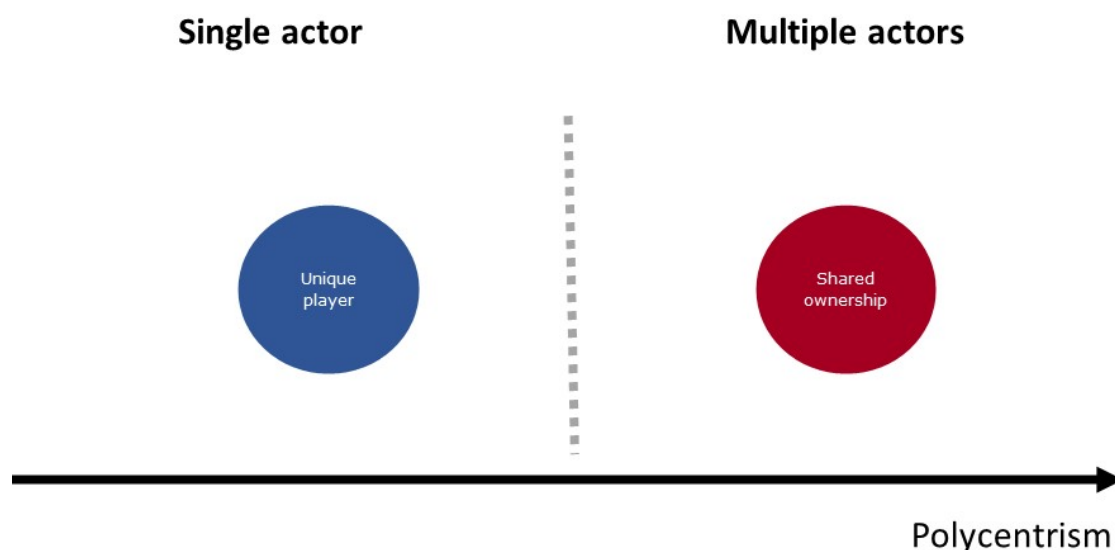 Single actor
Multiple actors
Unique
player
Shared
ownership
Polycentrism